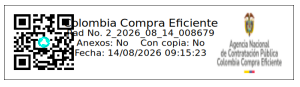 Colombia Compra Eficiente
ad No. 2_2026_08_14_008679
Anexos: No Con copia: No
Fecha: 14/08/2026 09:15:23
Agencia Nacional
de Contratación Pública
Colombia Compra Eficiente